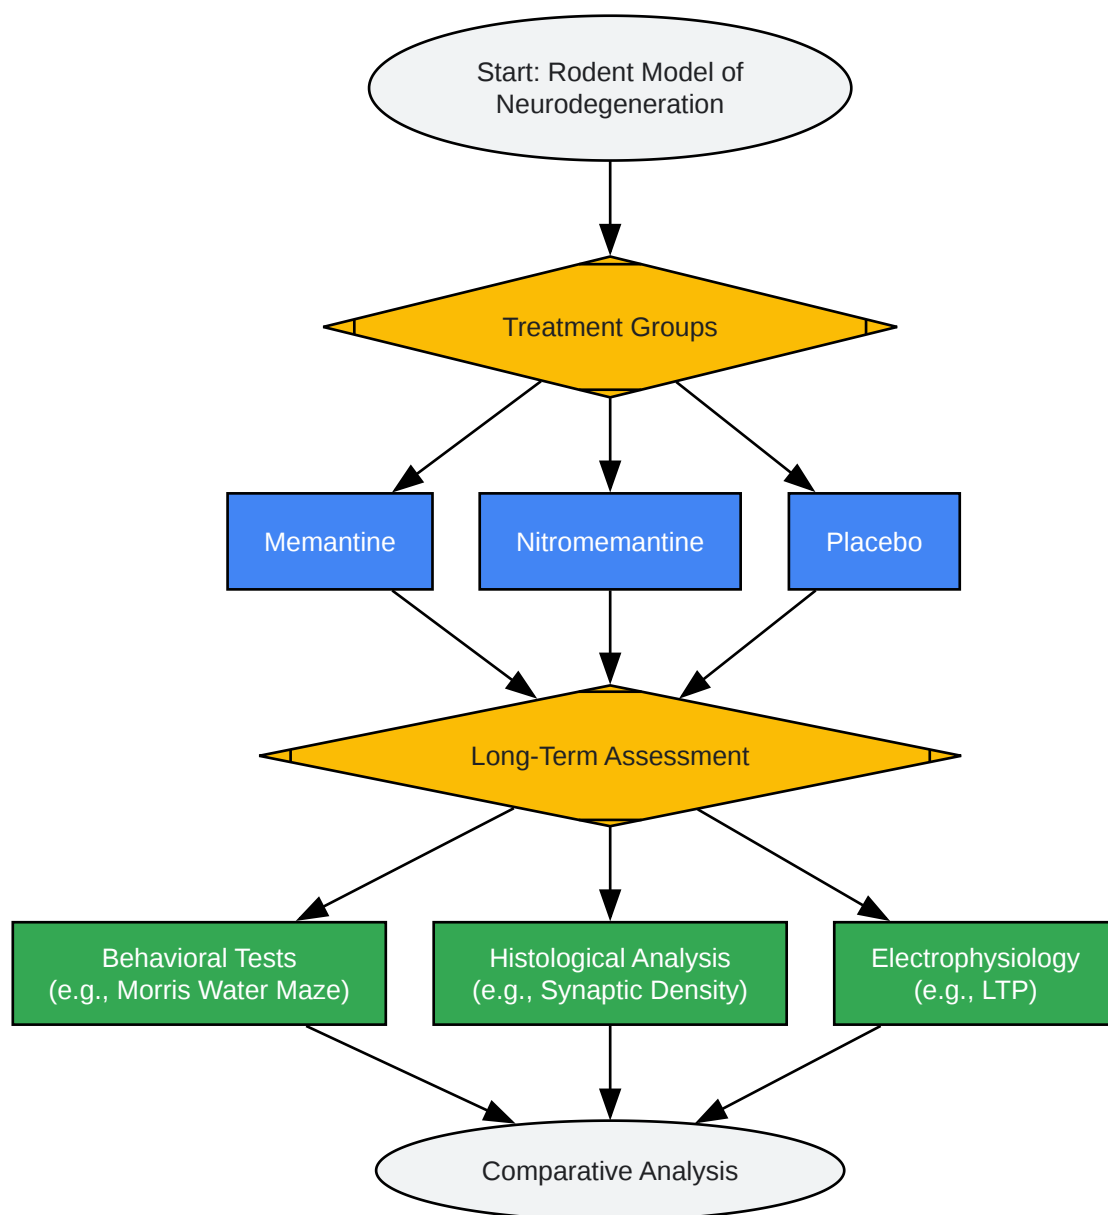 Start: Rodent Model of
Neurodegeneration
Treatment Groups
Memantine
Nitromemantine
Placebo
Long-Term Assessment
Behavioral Tests
(e.g., Morris Water Maze)
Histological Analysis
(e.g., Synaptic Density)
Electrophysiology
(e.g., LTP)
Comparative Analysis